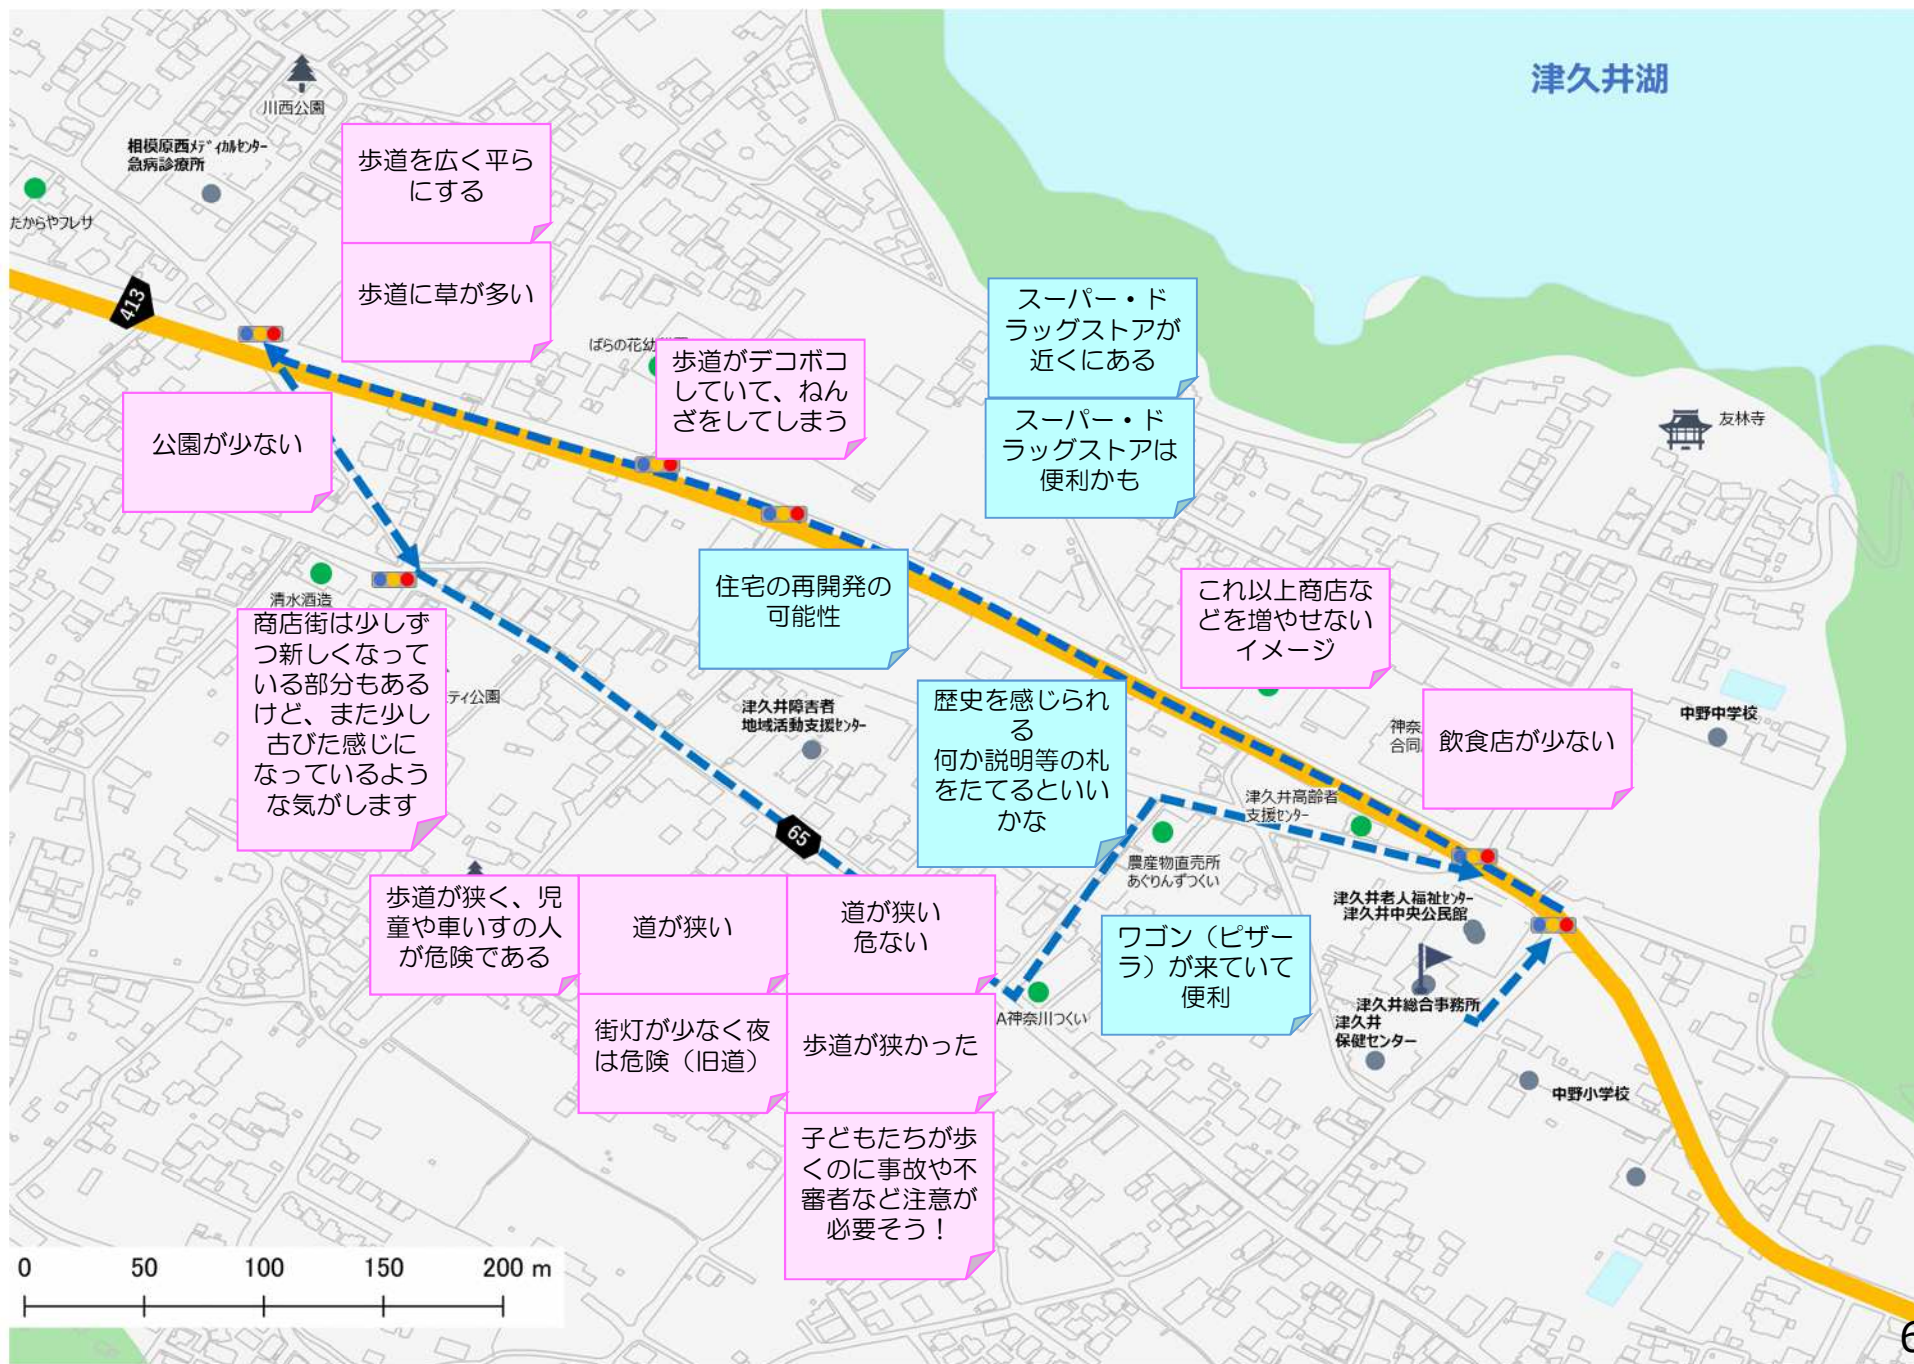 津久井湖
川西公園
相模原西ﾒﾃﾞｨｶﾙｾﾝﾀｰ
急病診療所
たからやフレサ
歩道を広く平ら
にする
歩道に草が多い
413
ばらの花幼
歩道がデコボコ
していて、ねん
ざをしてしまう
スーパー・ド
ラッグストアが
近くにある
スーパー・ド
ラッグストアは
便利かも
友林寺
公園が少ない
住宅の再開発の
可能性
清水酒造
商店街は少しず
つ新しくなって
いる部分もある
けど、また少し
古びた感じに
なっているよう
な気がします
ティ公園
津久井障害者
地域活動支援ｾﾝﾀｰ
これ以上商店な
どを増やせない
イメージ
歴史を感じられ
る
何か説明等の札
をたてるといい
かな
神奈
合同
飲食店が少ない
中野中学校
津久井高齢者
支援ｾﾝﾀｰ
65
農産物直売所
あぐりんずつくい
歩道が狭く、児
童や車いすの人
が危険である
道が狭い
道が狭い
危ない
津久井老人福祉ｾﾝﾀｰ
津久井中央公民館
ワゴン（ピザー
ラ）が来ていて
便利
A神奈川つくい
津久井総合事務所
津久井
保健センター
街灯が少なく夜
は危険（旧道）
歩道が狭かった
中野小学校
子どもたちが歩
くのに事故や不
審者など注意が
必要そう！
0 50 100 150 200 m
6